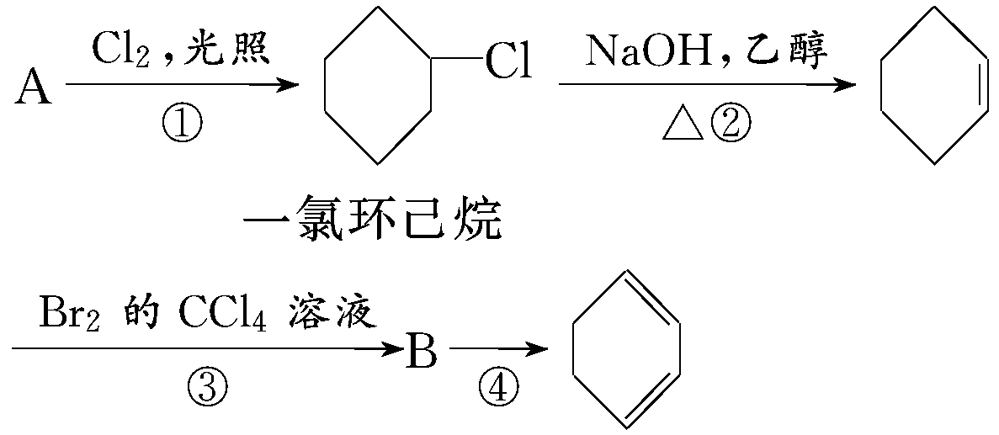 A Cl₂,光照 ① Cl NaOH,乙醇 △②
一氯环己烷
Br₂ 的 CCl₄ 溶液 ③ B ④